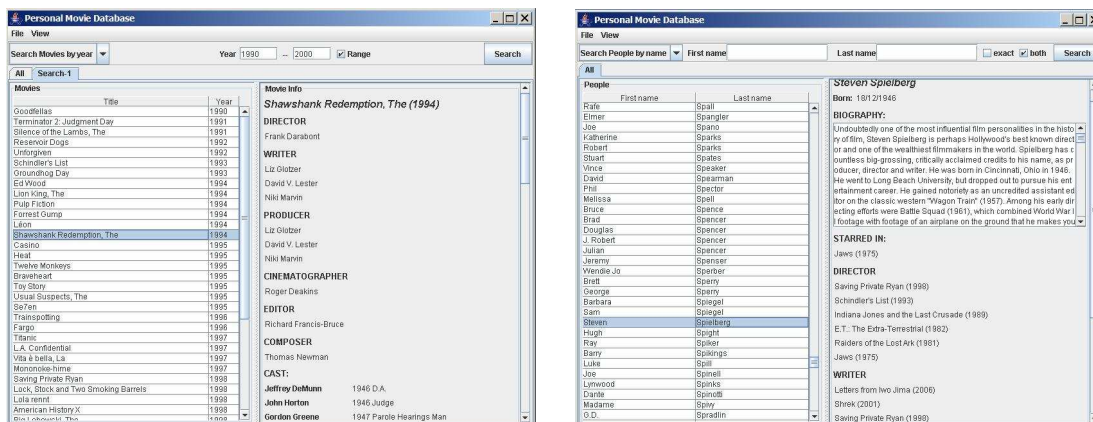 Personal Movie Database
File View
Search Movies by year Year 1990 -- 2000 Range Search
All Search-1
Movies
Title Year
Goodfellas 1990
Terminator 2: Judgment Day 1991
Silence of the Lambs, The 1991
Reservoir Dogs 1992
Unforgiven 1992
Schindler's List 1993
Groundhog Day 1993
Ed Wood 1994
Lion King, The 1994
Pulp Fiction 1994
Forrest Gump 1994
Léon 1994
Shawshank Redemption, The 1994
Casino 1995
Heat 1995
Twelve Monkeys 1995
Braveheart 1995
Toy Story 1995
Usual Suspects, The 1995
Se7en 1995
Trainspotting 1996
Fargo 1996
Titanic 1997
L.A. Confidential 1997
Vita è bella, La 1997
Mononoke-hime 1997
Saving Private Ryan 1998
Lock, Stock and Two Smoking Barrels 1998
Lola rennt 1998
American History X 1998
Big Lebowski, The 1998
Movie Info
Shawshank Redemption, The (1994)
DIRECTOR
Frank Darabont
WRITER
Liz Glotzer
David V. Lester
Niki Marvin
PRODUCER
Liz Glotzer
David V. Lester
Niki Marvin
CINEMATOGRAPHER
Roger Deakins
EDITOR
Richard Francis-Bruce
COMPOSER
Thomas Newman
CAST:
Jeffrey DeMunn 1946 D.A.
John Horton 1946 Judge
Gordon Greene 1947 Parole Hearings Man
Personal Movie Database
File View
Search People by name First name Last name exact both Search
All
People
First name Last name
Rafe Spall
Elmer Spangler
Joe Spano
Katherine Sparks
Robert Sparks
Stuart Spates
Vince Speaker
David Spearman
Phil Spector
Melissa Spell
Bruce Spence
Brad Spencer
Douglas Spencer
J. Robert Spencer
Julian Spencer
Jeremy Spenser
Wendie Jo Sperber
Brett Sperry
George Sperry
Barbara Spiegel
Sam Spiegel
Steven Spielberg
Hugh Spight
Ray Spiker
Barry Spikings
Luke Spill
Joe Spinell
Lynwood Spinks
Dante Spinotti
Madame Spivy
G.D. Spradlin
Steven Spielberg
Born: 18/12/1946
BIOGRAPHY:
Undoubtedly one of the most influential film personalities in the histo
ry of film, Steven Spielberg is perhaps Hollywood's best known direct
or and one of the wealthiest filmmakers in the world. Spielberg has c
ountless big-grossing, critically acclaimed credits to his name, as pr
oducer, director and writer. He was born in Cincinnati, Ohio in 1946.
He went to Long Beach University, but dropped out to pursue his ent
ertainment career. He gained notoriety as an uncredited assistant ed
itor on the classic western "Wagon Train" (1957). Among his early dir
ecting efforts were Battle Squad (1961), which combined World War I
I footage with footage of an airplane on the ground that he makes you
STARRED IN:
Jaws (1975)
DIRECTOR
Saving Private Ryan (1998)
Schindler's List (1993)
Indiana Jones and the Last Crusade (1989)
E.T.: The Extra-Terrestrial (1982)
Raiders of the Lost Ark (1981)
Jaws (1975)
WRITER
Letters from Iwo Jima (2006)
Shrek (2001)
Saving Private Ryan (1998)